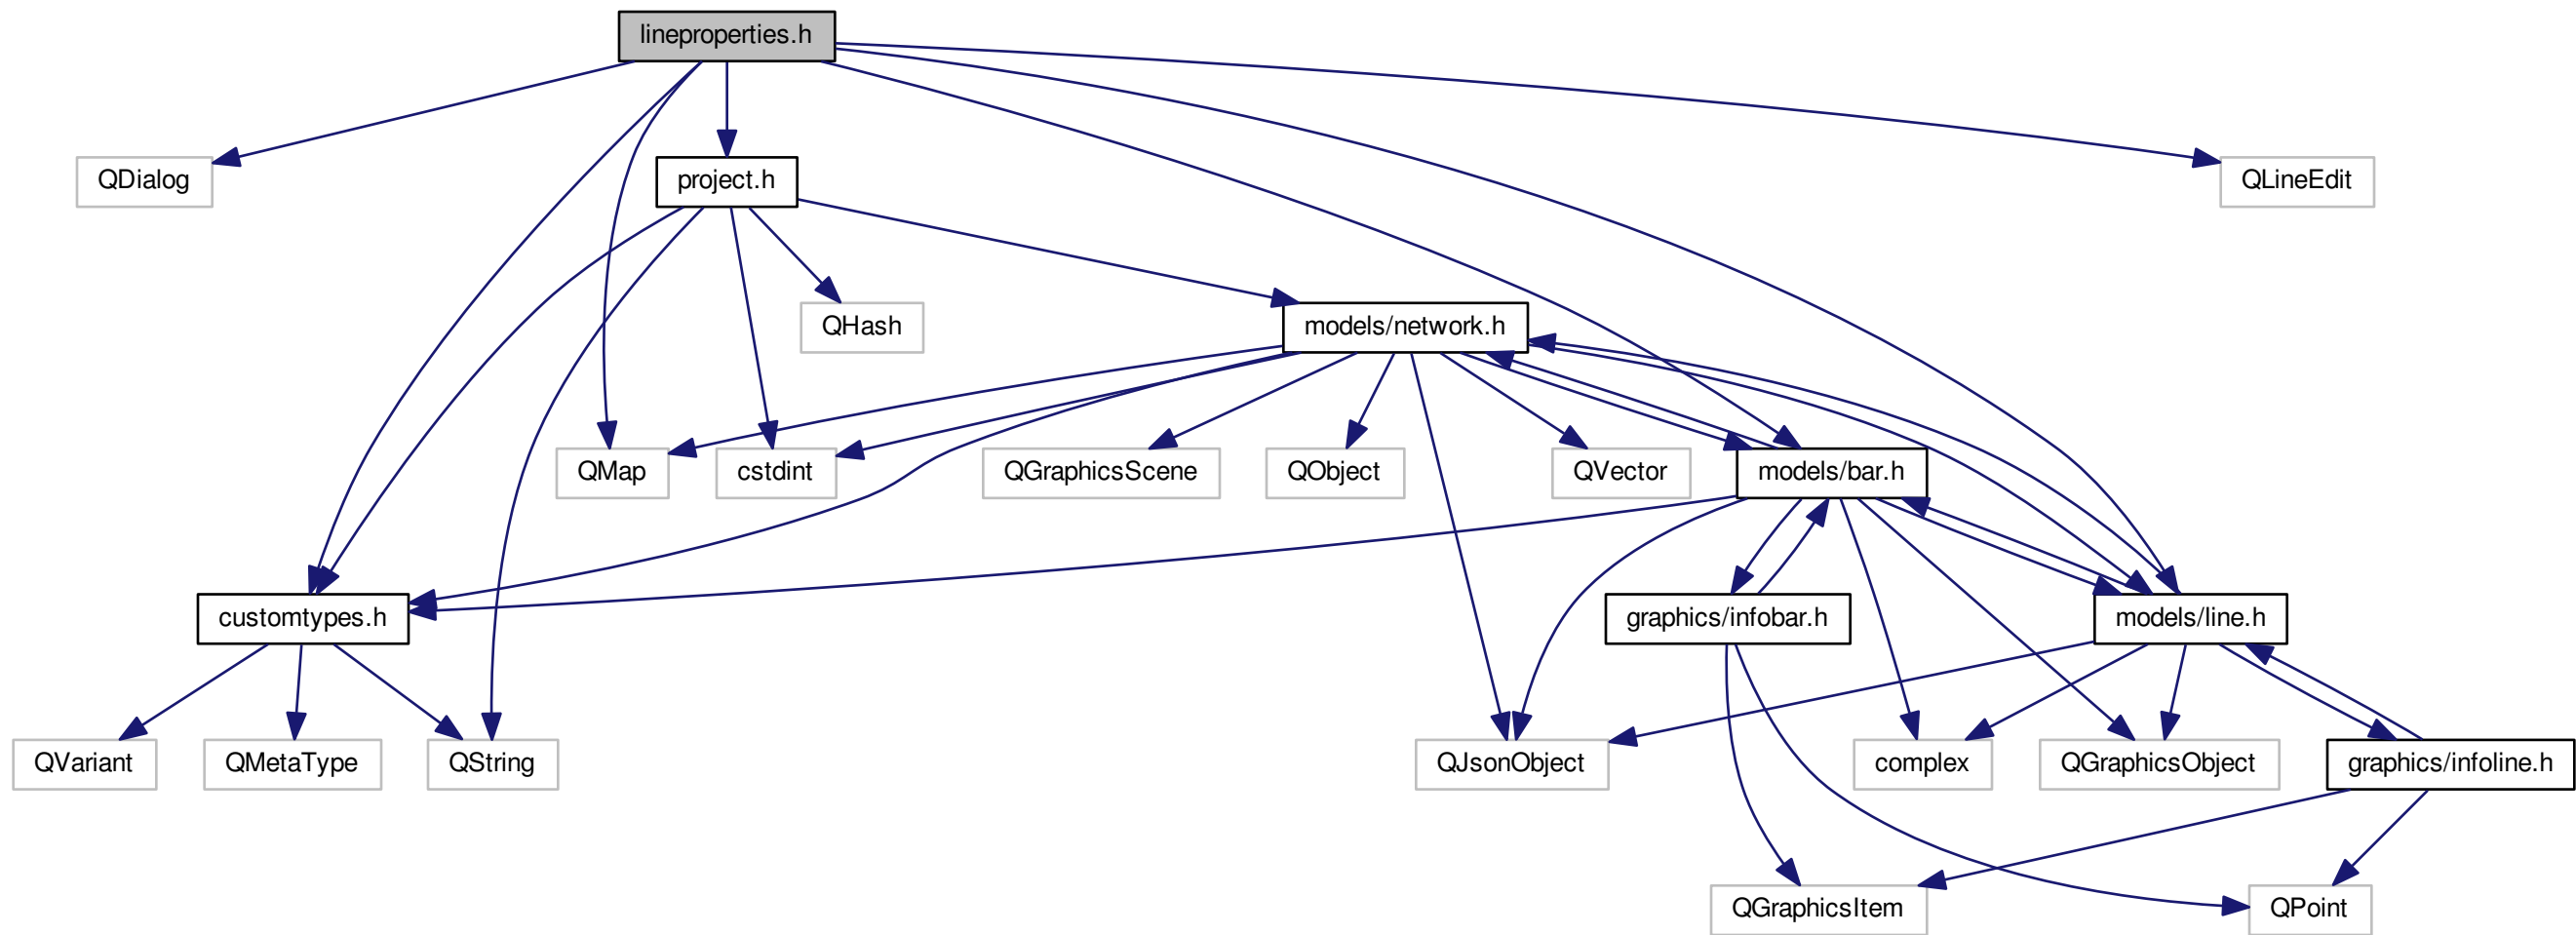 lineproperties.h
QDialog
project.h
QLineEdit
QHash
models/network.h
QMap
cstdint
QGraphicsScene
QObject
QVector
models/bar.h
customtypes.h
graphics/infobar.h
models/line.h
QVariant
QMetaType
QString
QJsonObject
complex
QGraphicsObject
graphics/infoline.h
QGraphicsItem
QPoint